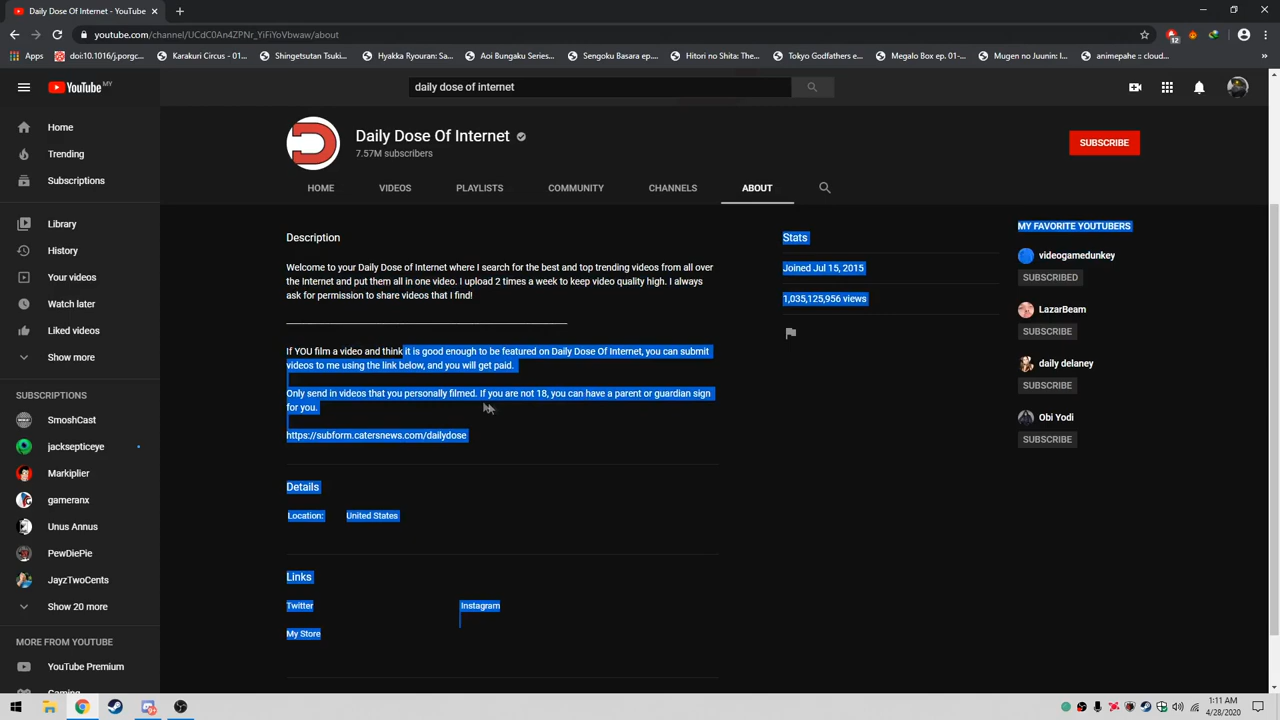 Daily Dose Of Internet - YouTube
youtube.com/channel/UCdC0An4ZPNr_YiFiYoVbwaw/about
12
Apps
doi:10.1016/j.porgc...
Karakuri Circus - 01...
Shingetsutan Tsuki...
Hyakka Ryouran: Sa...
Aoi Bungaku Series...
Sengoku Basara ep....
Hitori no Shita: The...
Tokyo Godfathers e...
Megalo Box ep. 01-...
Mugen no Juunin: I...
animepahe :: cloud...
YouTube MY
daily dose of internet
Home
Trending
Subscriptions
Library
History
Your videos
Watch later
Liked videos
Show more
SUBSCRIPTIONS
SmoshCast
jacksepticeye
Markiplier
gameranx
Unus Annus
PewDiePie
JayzTwoCents
Show 20 more
MORE FROM YOUTUBE
YouTube Premium
Gaming
Daily Dose Of Internet
7.57M subscribers
SUBSCRIBE
HOME
VIDEOS
PLAYLISTS
COMMUNITY
CHANNELS
ABOUT
Description
Welcome to your Daily Dose of Internet where I search for the best and top trending videos from all over
the Internet and put them all in one video. I upload 2 times a week to keep video quality high. I always
ask for permission to share videos that I find!
If YOU film a video and think it is good enough to be featured on Daily Dose Of Internet, you can submit
videos to me using the link below, and you will get paid.
Only send in videos that you personally filmed. If you are not 18, you can have a parent or guardian sign
for you.
https://subform.catersnews.com/dailydose
Details
Location: United States
Links
Twitter
Instagram
My Store
Stats
Joined Jul 15, 2015
1,035,125,956 views
MY FAVORITE YOUTUBERS
videogamedunkey
SUBSCRIBED
LazarBeam
SUBSCRIBE
daily delaney
SUBSCRIBE
Obi Yodi
SUBSCRIBE
1:11 AM
4/28/2020